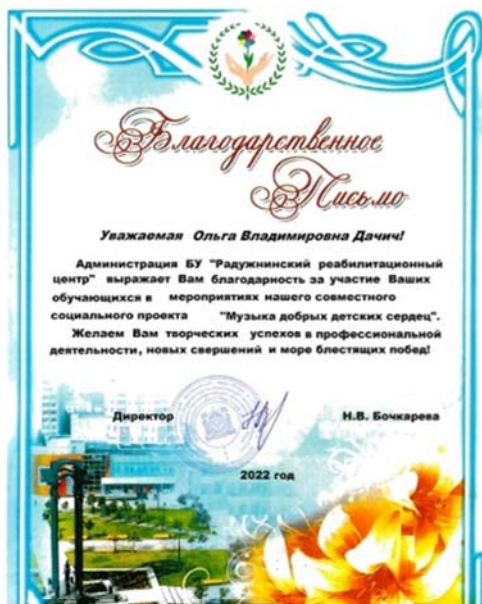 Благодарственное
Письмо
Уважаемая Ольга Владимировна Дачич!
Администрация БУ "Радужнинский реабилитационный
центр" выражает Вам благодарность за участие Ваших
обучающихся в мероприятиях нашего совместного
социального проекта "Музыка добрых детских сердец".
Желаем Вам творческих успехов в профессиональной
деятельности, новых свершений и море блестящих побед!
Директор Н.В. Бочкарева
2022 год